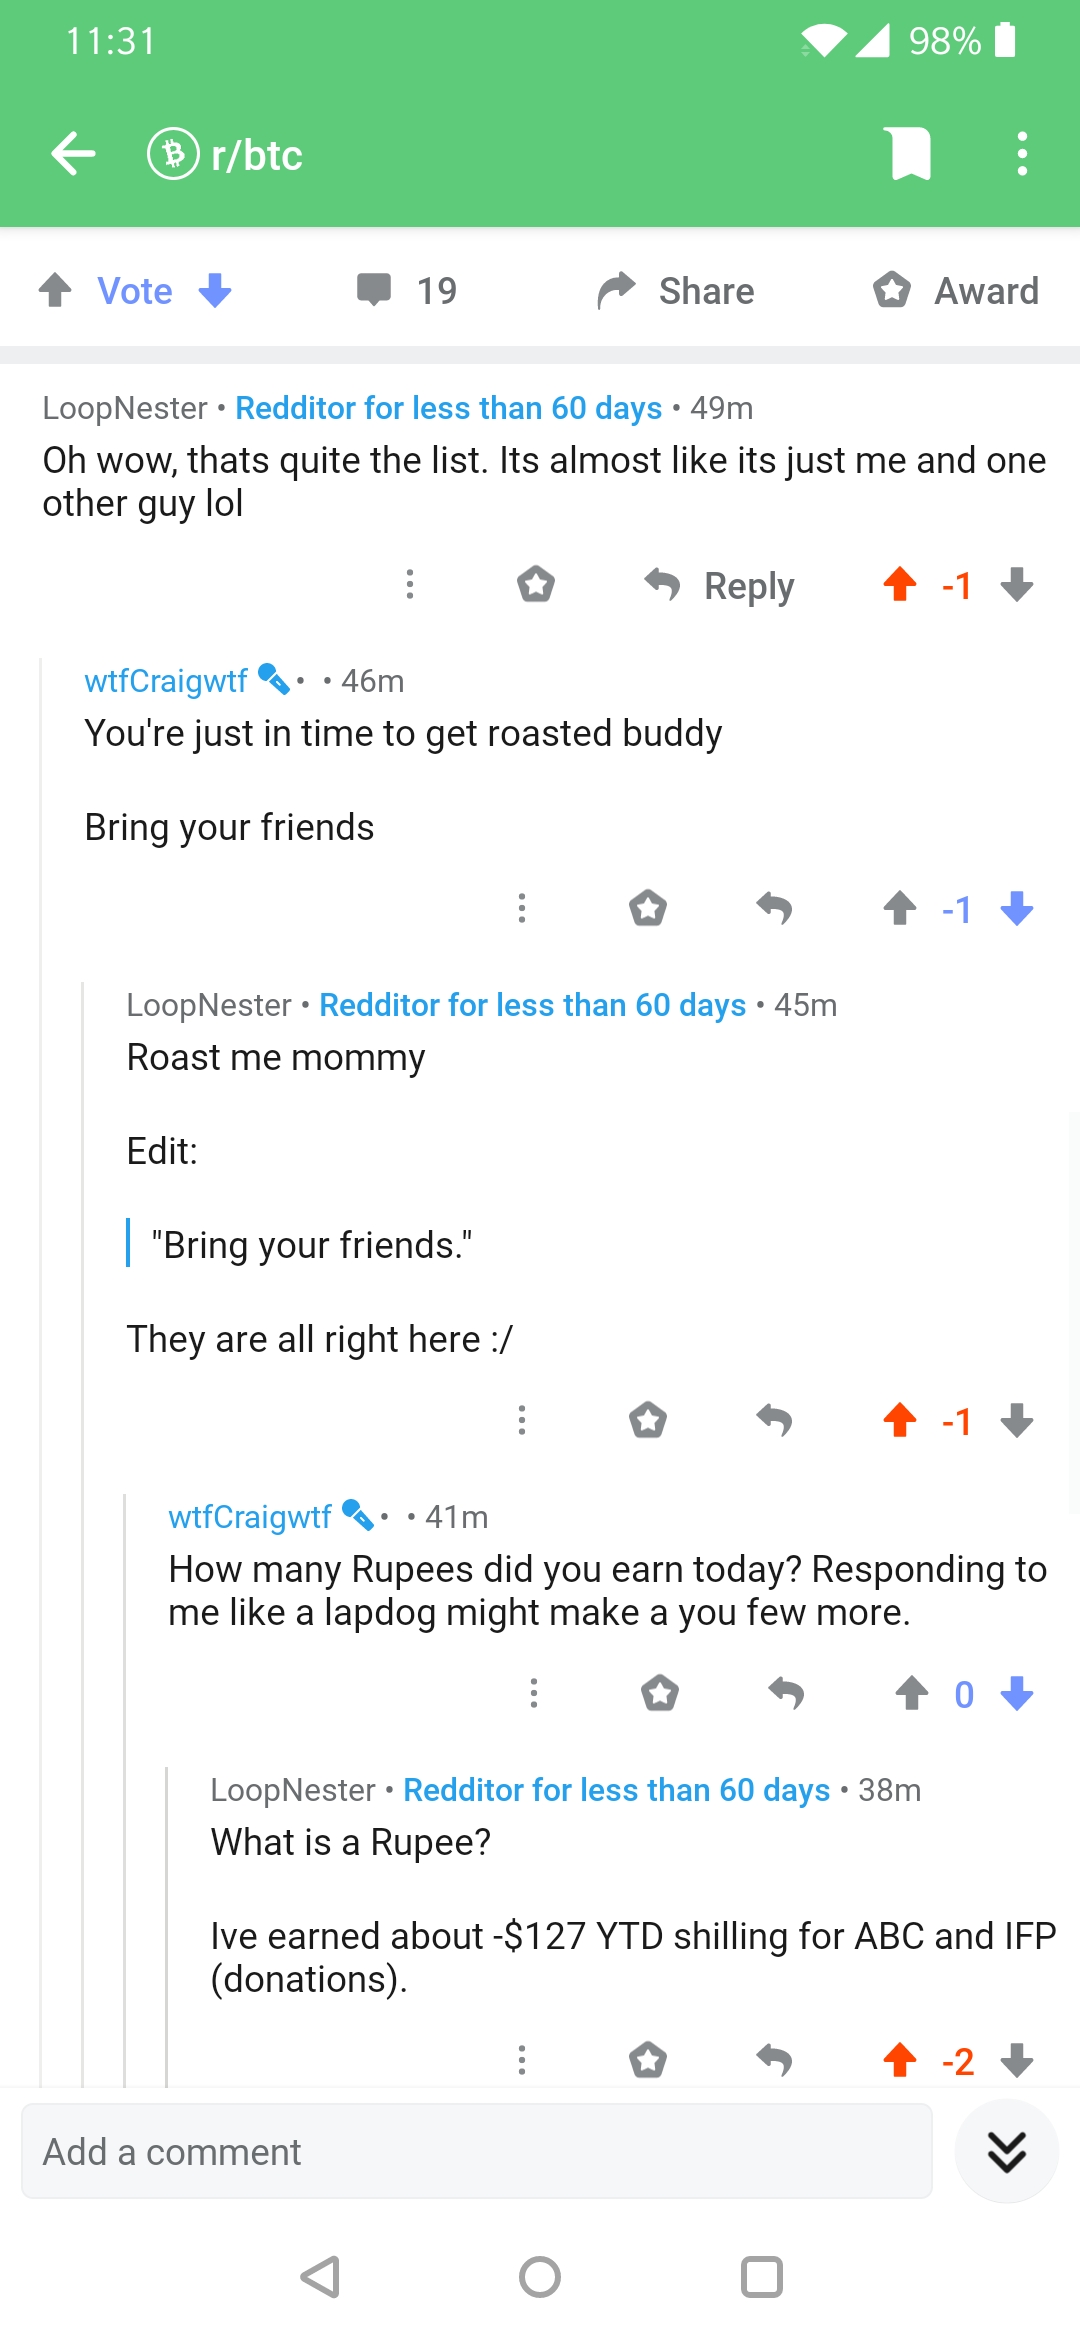 11:31
98%
r/btc
Vote
19
Share
Award
LoopNester • Redditor for less than 60 days • 49m
Oh wow, thats quite the list. Its almost like its just me and one
other guy lol
Reply
-1
wtfCraigwtf • • 46m
You're just in time to get roasted buddy
Bring your friends
-1
LoopNester • Redditor for less than 60 days • 45m
Roast me mommy
Edit:
"Bring your friends."
They are all right here :/
-1
wtfCraigwtf • • 41m
How many Rupees did you earn today? Responding to
me like a lapdog might make a you few more.
0
LoopNester • Redditor for less than 60 days • 38m
What is a Rupee?
Ive earned about -$127 YTD shilling for ABC and IFP
(donations).
-2
Add a comment